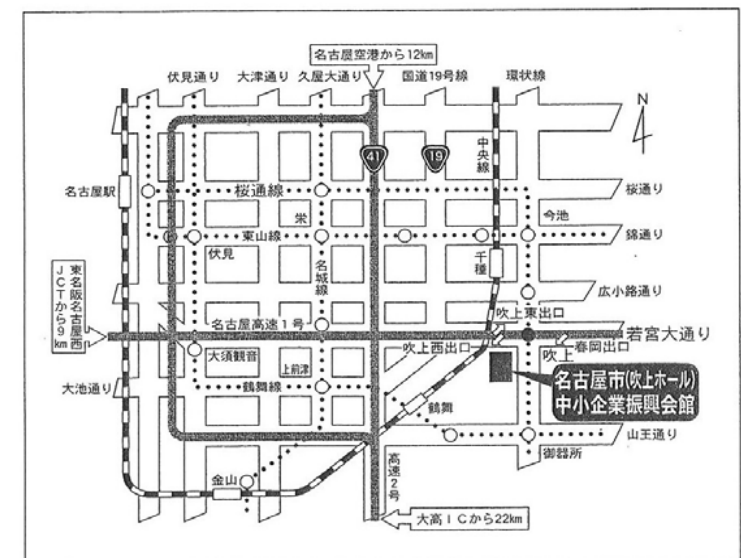 名古屋空港から12km
伏見通り
大津通り
久屋大通り
国道19号線
環状線
N
中央線
41
19
名古屋駅
桜通線
桜通り
栄
今池
東山線
錦通り
伏見
名城線
千種
東名阪名古屋西
JCTから9km
広小路通り
吹上東出口
名古屋高速1号
若宮大通り
吹上西出口
吹上
春岡出口
大須観音
上前津
名古屋市(吹上ホール)
中小企業振興会館
大池通り
鶴舞線
鶴舞
山王通り
御器所
金山
高速2号
大高ICから22km